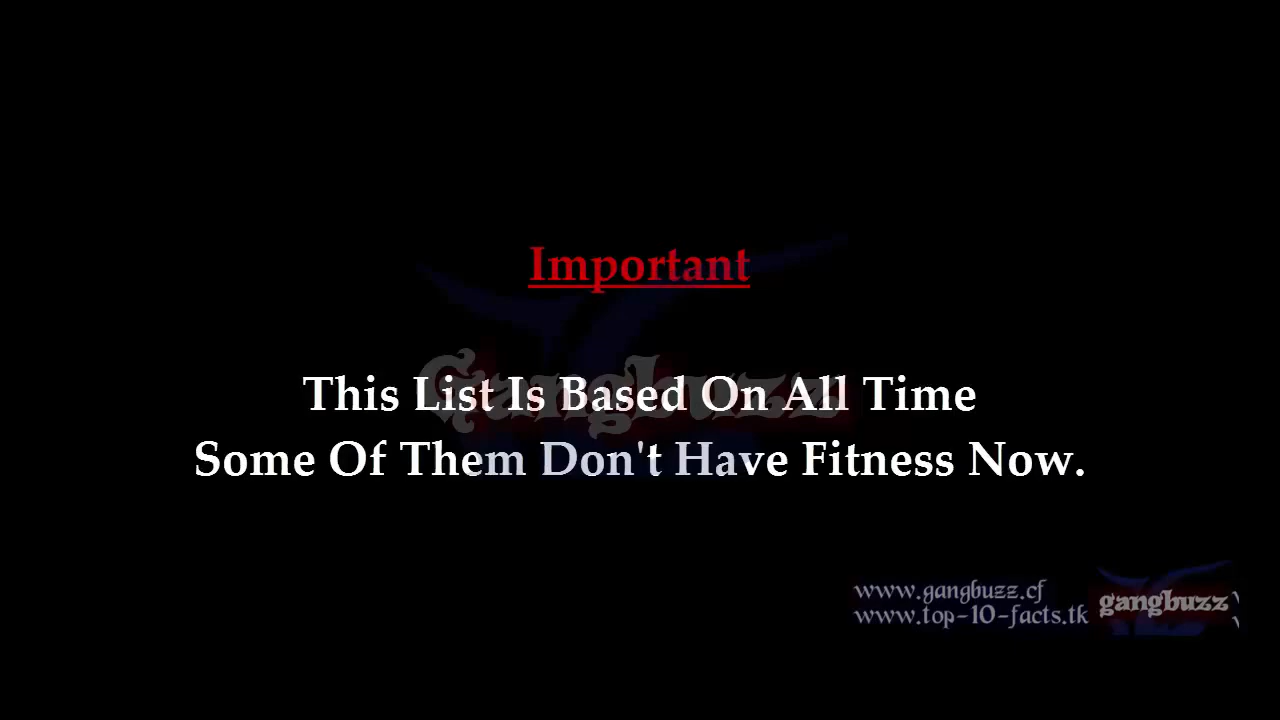 Important
Gangbuzz
This List Is Based On All Time
Some Of Them Don't Have Fitness Now.
www.gangbuzz.cf
www.top-10-facts.tk
gangbuzz